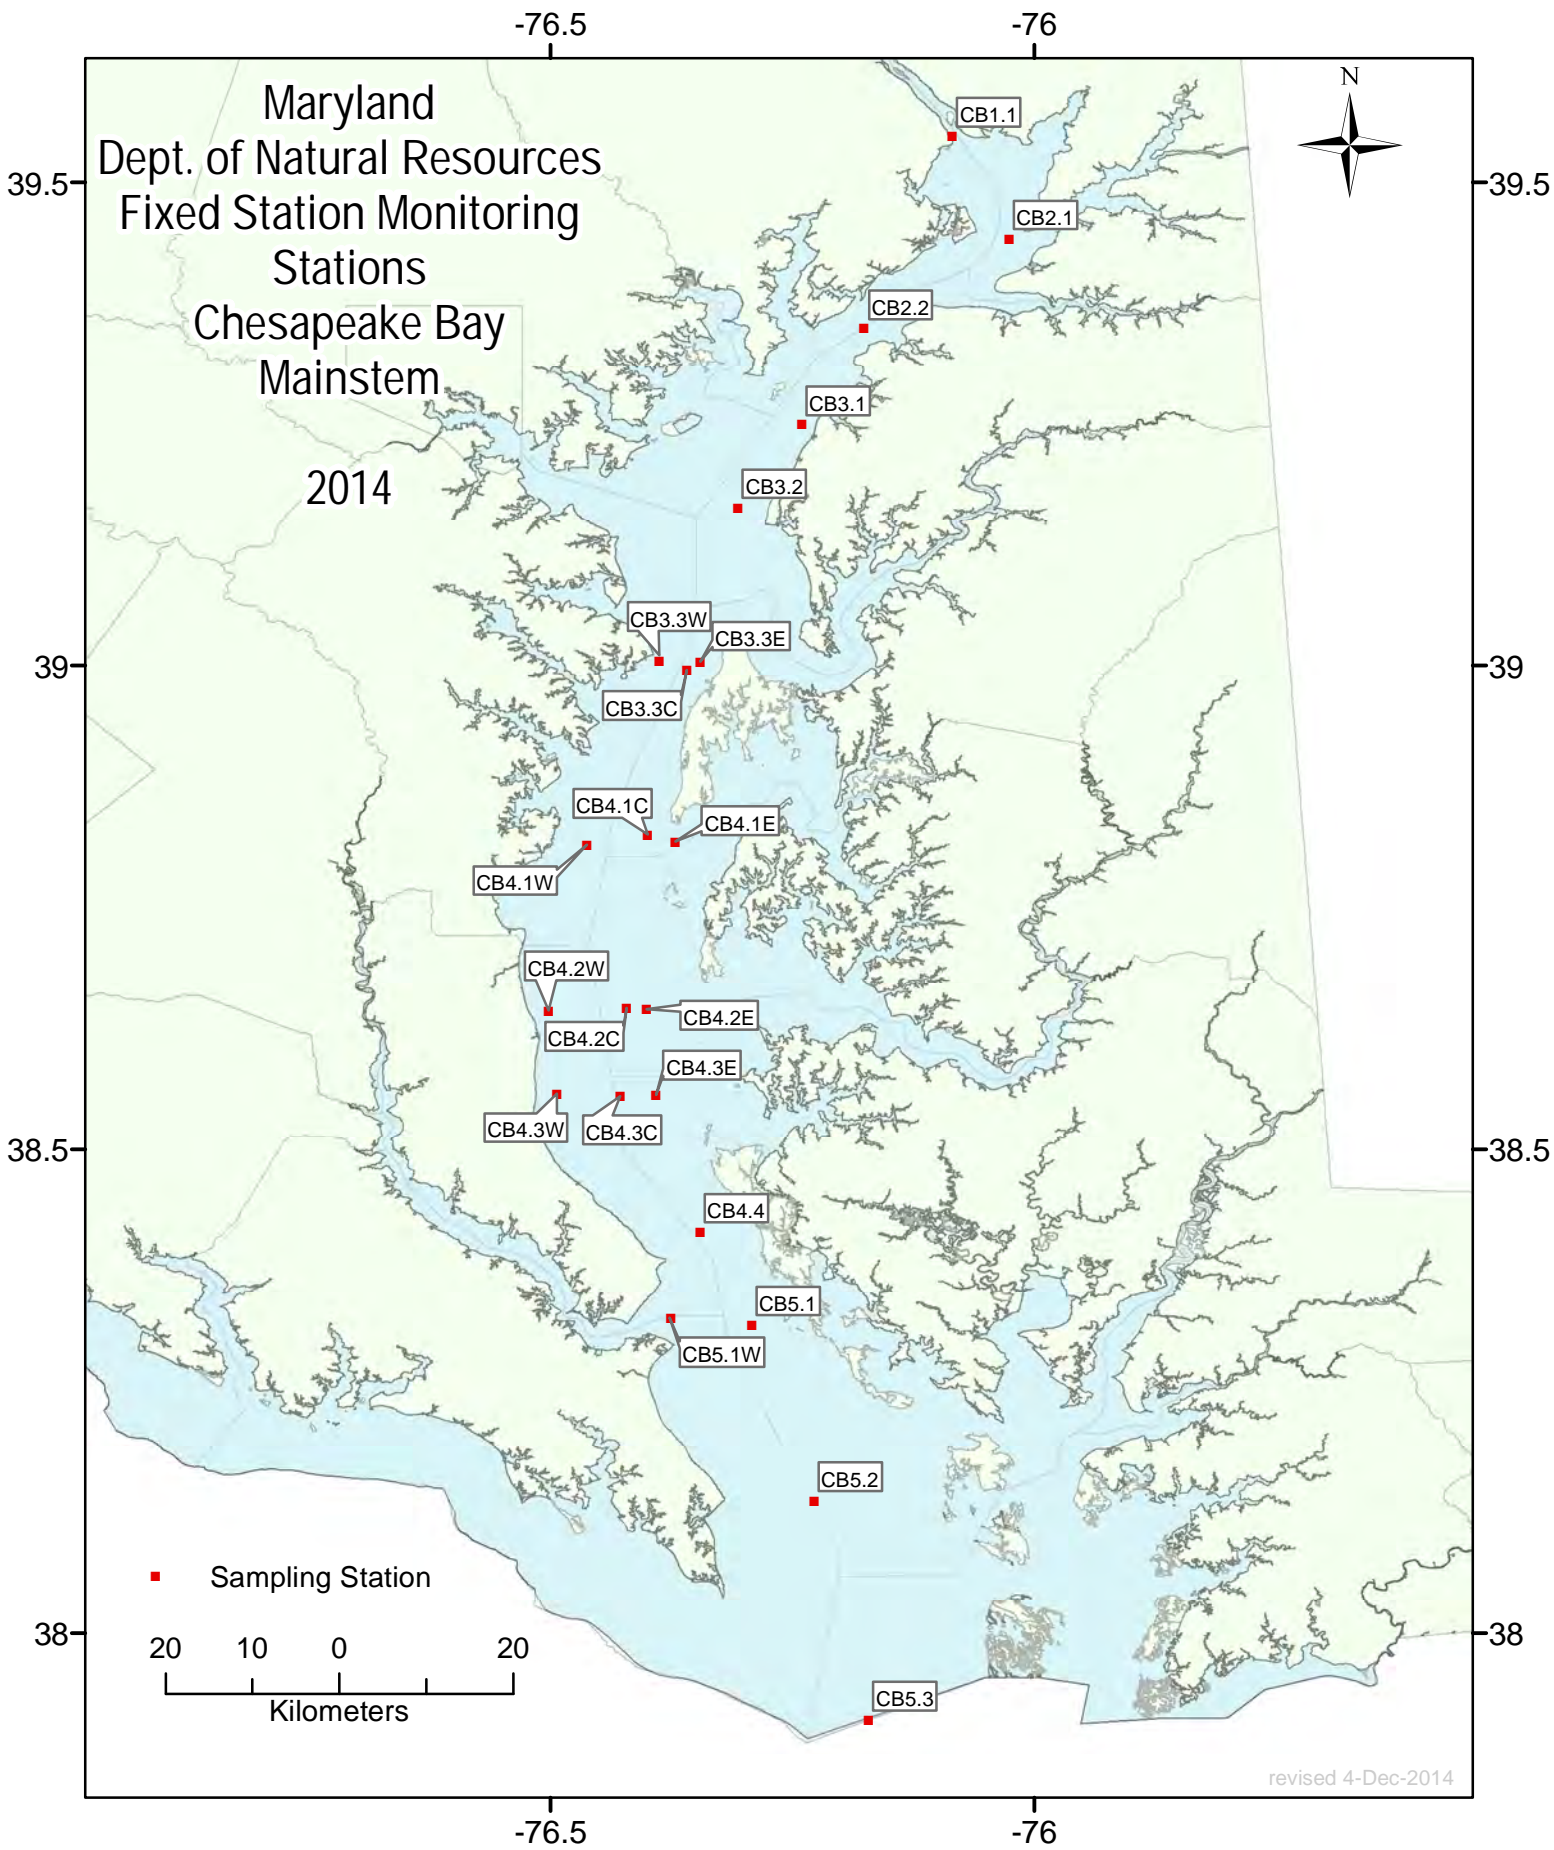 -76.5
-76
Maryland
Dept. of Natural Resources
Fixed Station Monitoring
Stations
Chesapeake Bay
Mainstem
2014
N
39.5
39.5
CB1.1
CB2.1
CB2.2
CB3.1
CB3.2
CB3.3W
CB3.3E
39
39
CB3.3C
CB4.1C
CB4.1E
CB4.1W
CB4.2W
CB4.2E
CB4.2C
CB4.3E
CB4.3W
CB4.3C
38.5
38.5
CB4.4
CB5.1
CB5.1W
CB5.2
Sampling Station
38
38
20 10 0 20
Kilometers
CB5.3
revised 4-Dec-2014
-76.5
-76